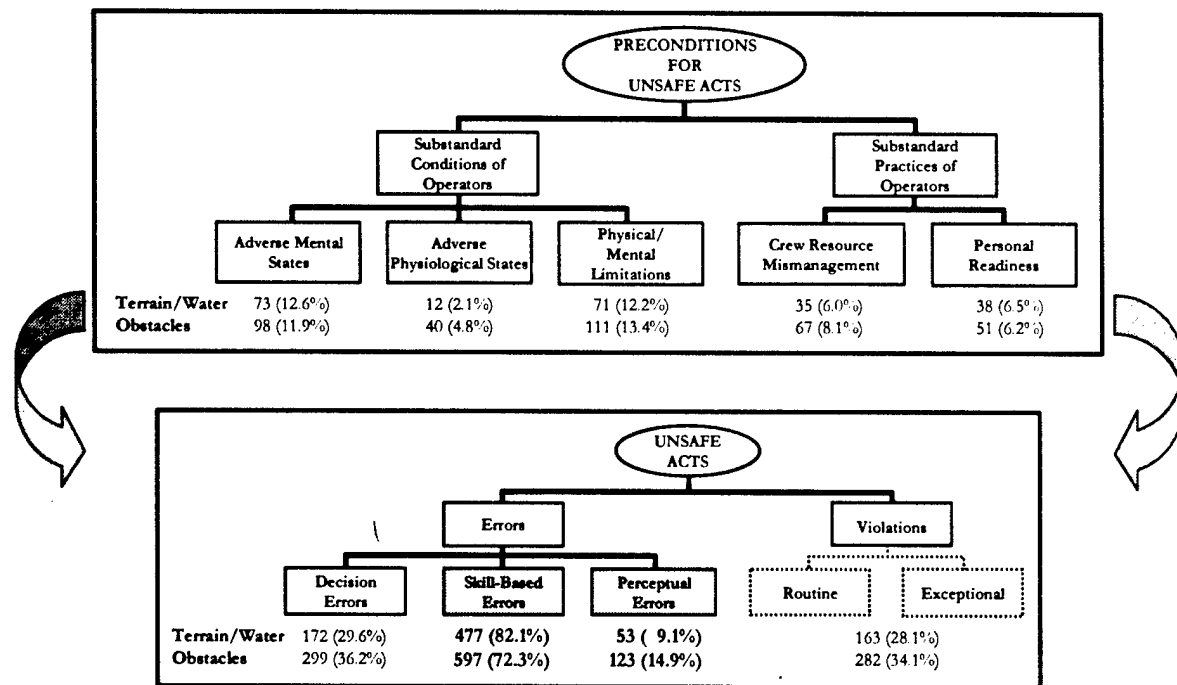 PRECONDITIONS
FOR
UNSAFE ACTS
Substandard
Conditions of
Operators
Substandard
Practices of
Operators
Adverse Mental
States
Adverse
Physiological States
Physical/
Mental
Limitations
Crew Resource
Mismanagement
Personal
Readiness
Terrain/Water 73 (12.6%) 12 (2.1%) 71 (12.2%) 35 (6.0%) 38 (6.5%)
Obstacles 98 (11.9%) 40 (4.8%) 111 (13.4%) 67 (8.1%) 51 (6.2%)
UNSAFE
ACTS
Errors
Violations
Decision
Errors
Skill-Based
Errors
Perceptual
Errors
Routine
Exceptional
Terrain/Water 172 (29.6%) 477 (82.1%) 53 ( 9.1%) 163 (28.1%)
Obstacles 299 (36.2%) 597 (72.3%) 123 (14.9%) 282 (34.1%)